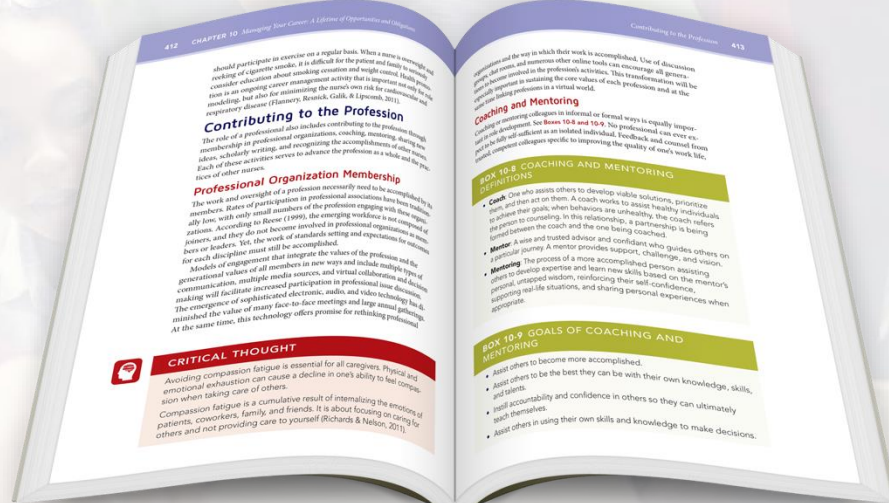 412 CHAPTER 10 Managing Your Career: A Lifetime of Opportunities and Obligations
should participate in exercise on a regular basis. When a nurse is overweight and
reeking of cigarette smoke, it is difficult for the patient and family to seriously
consider education about smoking cessation and weight control. Health promo-
tion is an ongoing career management activity that is important not only for role
modeling, but also for minimizing the nurse's own risk for cardiovascular and
respiratory disease (Flannery, Resnick, Galik, & Lipscomb, 2011).
Contributing to the Profession
The role of a professional also includes contributing to the profession through
membership in professional organizations, coaching, mentoring, sharing new
ideas, scholarly writing, and recognizing the accomplishments of other nurses.
Each of these activities serves to advance the profession as a whole and the prac-
tices of other nurses.
Professional Organization Membership
The work and oversight of a profession necessarily need to be accomplished by its
members. Rates of participation in professional associations have been tradition-
ally low, with only small numbers of the profession engaging with these organi-
zations. According to Reese (1999), the emerging workforce is not composed of
joiners, and they do not become involved in professional organizations as mem-
bers or leaders. Yet, the work of standards setting and expectations for outcomes
for each discipline must still be accomplished.
Models of engagement that integrate the values of the profession and the
generational values of all members in new ways and include multiple types of
communication, multiple media sources, and virtual collaboration and decision
making will facilitate increased participation in professional issue discussion.
The emergence of sophisticated electronic, audio, and video technology has di-
minished the value of many face-to-face meetings and large annual gatherings.
At the same time, this technology offers promise for rethinking professional
CRITICAL THOUGHT
Avoiding compassion fatigue is essential for all caregivers. Physical and
emotional exhaustion can cause a decline in one's ability to feel compas-
sion when taking care of others.
Compassion fatigue is a cumulative result of internalizing the emotions of
patients, coworkers, family, and friends. It is about focusing on caring for
others and not providing care to yourself (Richards & Nelson, 2011).
Contributing to the Profession 413
organizations and the way in which their work is accomplished. Use of discussion
groups, chat rooms, and numerous other online tools can encourage all genera-
tions to become involved in the profession's activities. This transformation will be
especially important in sustaining the core values of each profession and at the
same time linking professions in a virtual world.
Coaching and Mentoring
Coaching or mentoring colleagues in informal or formal ways is equally impor-
tant in role development. See Boxes 10-8 and 10-9. No professional can ever ex-
pect to be fully self-sufficient as an isolated individual. Feedback and counsel from
trusted, competent colleagues specific to improving the quality of one's work life,
BOX 10-8 COACHING AND MENTORING
DEFINITIONS
• Coach: One who assists others to develop viable solutions, prioritize
them, and then act on them. A coach works to assist healthy individuals
to achieve their goals; when behaviors are unhealthy, the coach refers
the person to counseling. In this relationship, a partnership is being
formed between the coach and the one being coached.
• Mentor: A wise and trusted advisor and confidant who guides others on
a particular journey. A mentor provides support, challenge, and vision.
• Mentoring: The process of a more accomplished person assisting
others to develop expertise and learn new skills based on the mentor's
personal, untapped wisdom, reinforcing their self-confidence,
supporting real-life situations, and sharing personal experiences when
appropriate.
BOX 10-9 GOALS OF COACHING AND
MENTORING
• Assist others to become more accomplished.
• Assist others to be the best they can be with their own knowledge, skills,
and talents.
• Instill accountability and confidence in others so they can ultimately
teach themselves.
• Assist others in using their own skills and knowledge to make decisions.